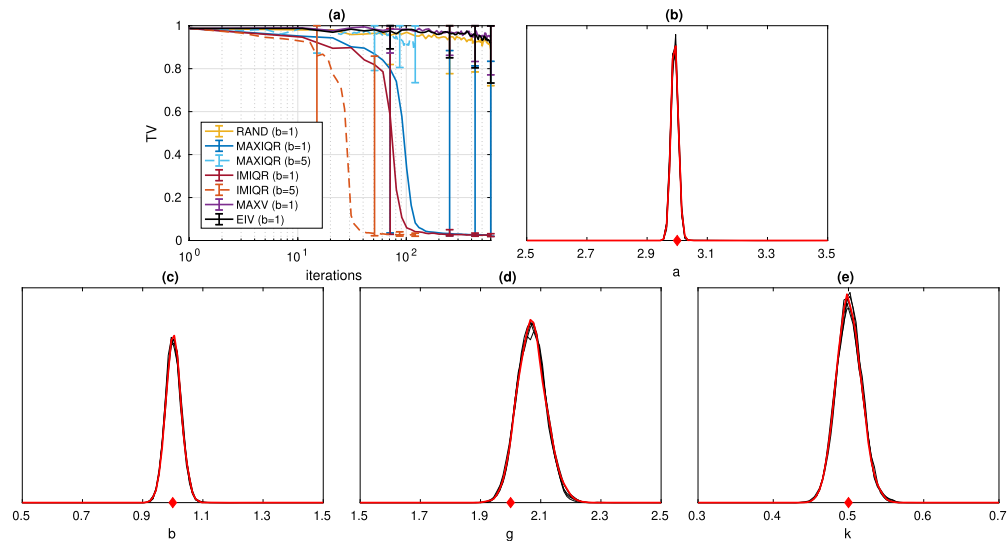 (a)
TV
1
0.8
0.6
0.4
0.2
0
RAND (b=1)
MAXIQR (b=1)
MAXIQR (b=5)
IMIQR (b=1)
IMIQR (b=5)
MAXV (b=1)
EIV (b=1)
10^0 10^1 10^2
iterations
(b)
2.5 2.7 2.9 3.1 3.3 3.5
a
(c)
0.5 0.7 0.9 1.1 1.3 1.5
b
(d)
1.5 1.7 1.9 2.1 2.3 2.5
g
(e)
0.3 0.4 0.5 0.6 0.7
k